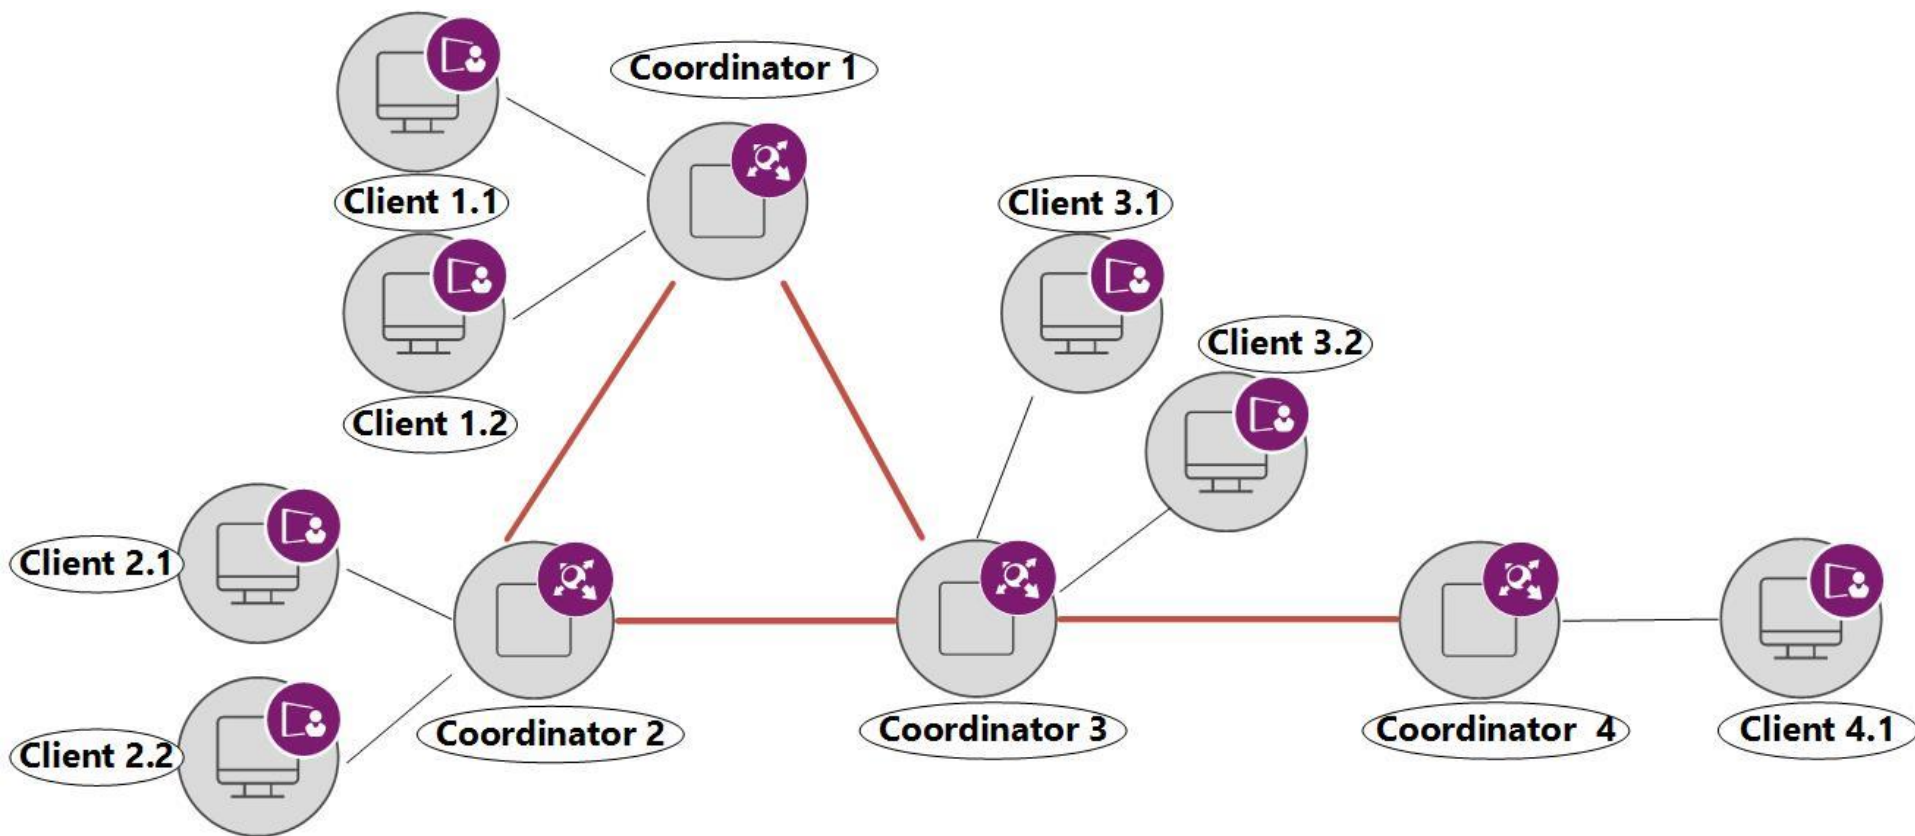 Coordinator 1
Client 1.1
Client 3.1
Client 3.2
Client 1.2
Client 2.1
Coordinator 2
Coordinator 3
Coordinator  4
Client 4.1
Client 2.2